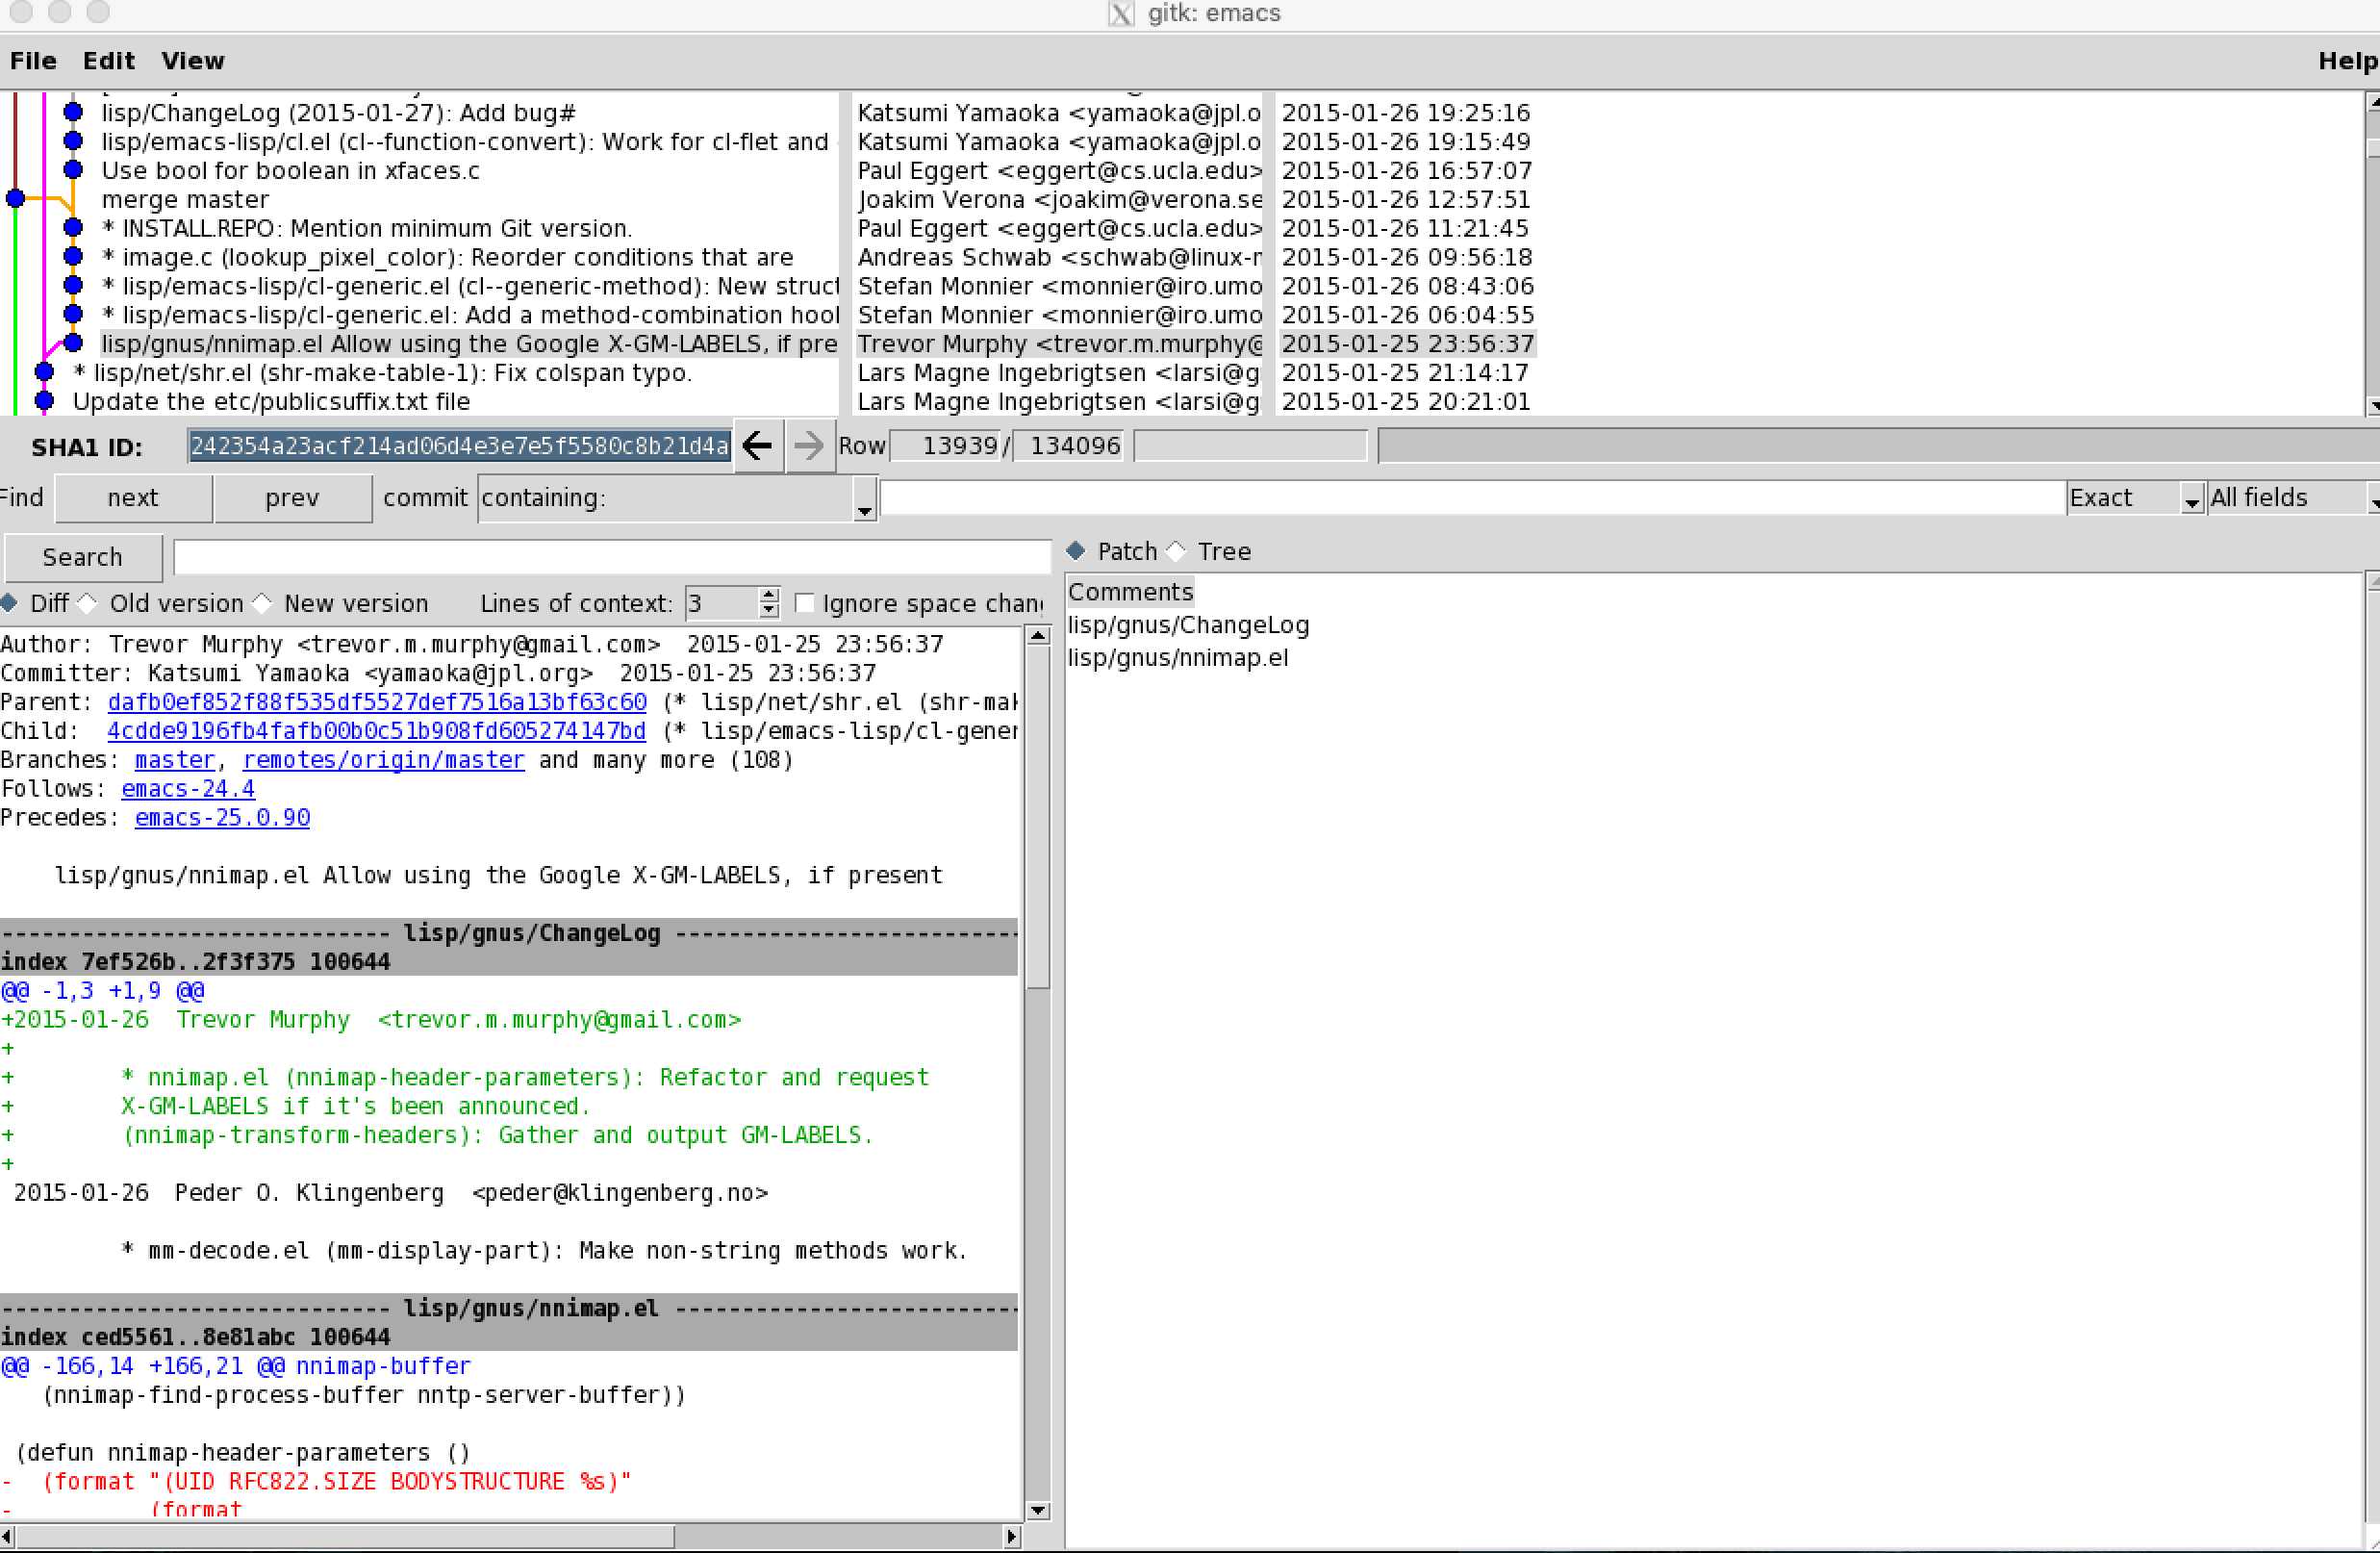 gitk: emacs
File Edit View Help
lisp/ChangeLog (2015-01-27): Add bug# Katsumi Yamaoka <yamaoka@jpl.o 2015-01-26 19:25:16
lisp/emacs-lisp/cl.el (cl--function-convert): Work for cl-flet and Katsumi Yamaoka <yamaoka@jpl.o 2015-01-26 19:15:49
Use bool for boolean in xfaces.c Paul Eggert <eggert@cs.ucla.edu> 2015-01-26 16:57:07
merge master Joakim Verona <joakim@verona.se 2015-01-26 12:57:51
* INSTALL.REPO: Mention minimum Git version. Paul Eggert <eggert@cs.ucla.edu> 2015-01-26 11:21:45
* image.c (lookup_pixel_color): Reorder conditions that are Andreas Schwab <schwab@linux-r 2015-01-26 09:56:18
* lisp/emacs-lisp/cl-generic.el (cl--generic-method): New struct Stefan Monnier <monnier@iro.umo 2015-01-26 08:43:06
* lisp/emacs-lisp/cl-generic.el: Add a method-combination hool Stefan Monnier <monnier@iro.umo 2015-01-26 06:04:55
lisp/gnus/nnimap.el Allow using the Google X-GM-LABELS, if pre Trevor Murphy <trevor.m.murphy@ 2015-01-25 23:56:37
* lisp/net/shr.el (shr-make-table-1): Fix colspan typo. Lars Magne Ingebrigtsen <larsi@g 2015-01-25 21:14:17
Update the etc/publicsuffix.txt file Lars Magne Ingebrigtsen <larsi@g 2015-01-25 20:21:01
SHA1 ID: 242354a23acf214ad06d4e3e7e5f5580c8b21d4a Row 13939 / 134096
Find next prev commit containing: Exact All fields
Search
Patch Tree
Diff Old version New version Lines of context: 3 Ignore space chan
Comments
lisp/gnus/ChangeLog
lisp/gnus/nnimap.el
Author: Trevor Murphy <trevor.m.murphy@gmail.com>  2015-01-25 23:56:37
Committer: Katsumi Yamaoka <yamaoka@jpl.org>  2015-01-25 23:56:37
Parent: dafb0ef852f88f535df5527def7516a13bf63c60 (* lisp/net/shr.el (shr-mak
Child:  4cdde9196fb4fafb00b0c51b908fd605274147bd (* lisp/emacs-lisp/cl-gener
Branches: master, remotes/origin/master and many more (108)
Follows: emacs-24.4
Precedes: emacs-25.0.90
lisp/gnus/nnimap.el Allow using the Google X-GM-LABELS, if present
----------------------------- lisp/gnus/ChangeLog --------------------------
index 7ef526b..2f3f375 100644
@@ -1,3 +1,9 @@
+2015-01-26  Trevor Murphy  <trevor.m.murphy@gmail.com>
+
+        * nnimap.el (nnimap-header-parameters): Refactor and request
+        X-GM-LABELS if it's been announced.
+        (nnimap-transform-headers): Gather and output GM-LABELS.
+
2015-01-26  Peder O. Klingenberg  <peder@klingenberg.no>
* mm-decode.el (mm-display-part): Make non-string methods work.
----------------------------- lisp/gnus/nnimap.el --------------------------
index ced5561..8e81abc 100644
@@ -166,14 +166,21 @@ nnimap-buffer
(nnimap-find-process-buffer nntp-server-buffer))
(defun nnimap-header-parameters ()
-  (format "(UID RFC822.SIZE BODYSTRUCTURE %s)"
-          (format